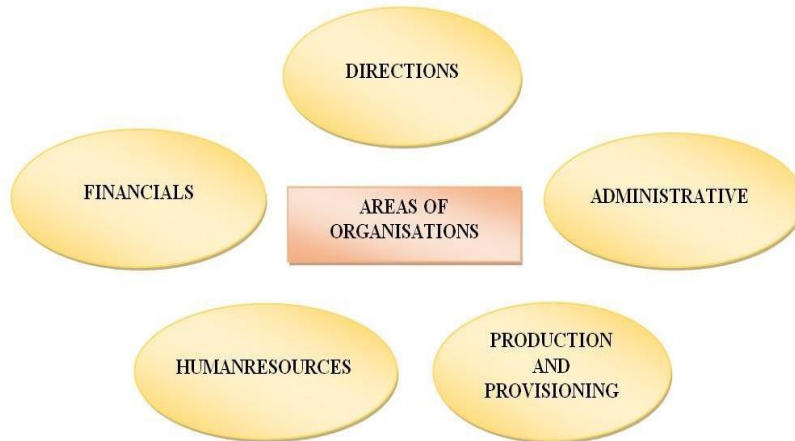 DIRECTIONS
FINANCIALS
AREAS OF
ORGANISATIONS
ADMINISTRATIVE
HUMANRESOURCES
PRODUCTION
AND
PROVISIONING